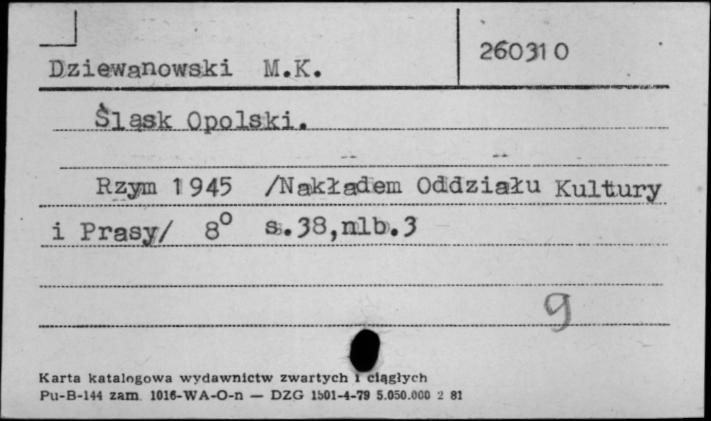 260310
Dziewanowski M.K.
Śląsk Opolski.
Rzym 1945 /Nakładem Oddziału Kultury
i Prasy/ 8° s.38,nlb.3
9
Karta katalogowa wydawnictw zwartych i ciągłych
Pu-B-144 zam. 1016-WA-O-n — DZG 1501-4-79 5.050.000 2 81